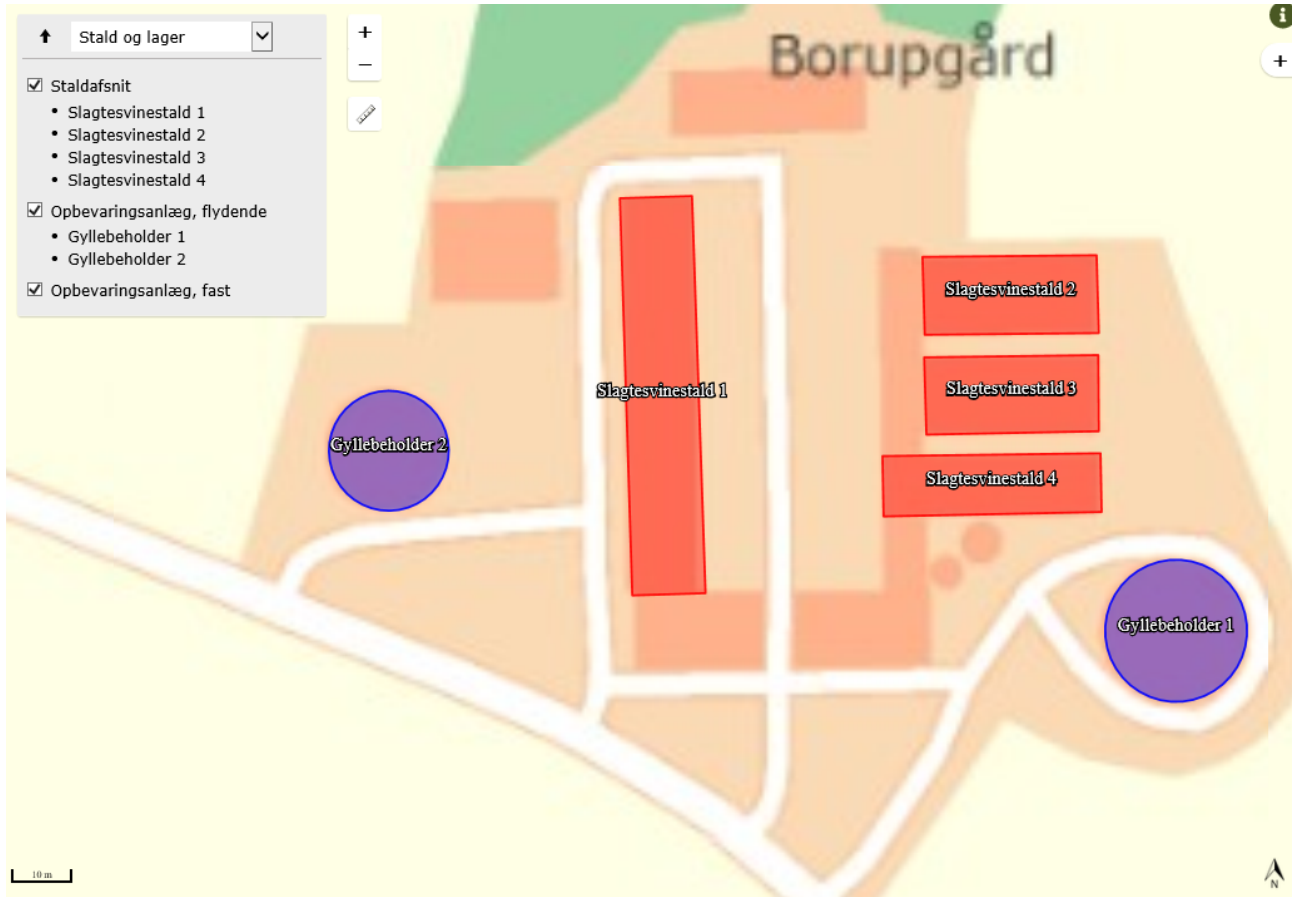 Stald og lager
Staldafsnit
• Slagtesvinestald 1
• Slagtesvinestald 2
• Slagtesvinestald 3
• Slagtesvinestald 4
Opbevaringsanlæg, flydende
• Gyllebeholder 1
• Gyllebeholder 2
Opbevaringsanlæg, fast
+
−
i
+
Borupgård
Slagtesvinestald 2
Slagtesvinestald 1
Slagtesvinestald 3
Gyllebeholder 2
Slagtesvinestald 4
Gyllebeholder 1
10 m
N